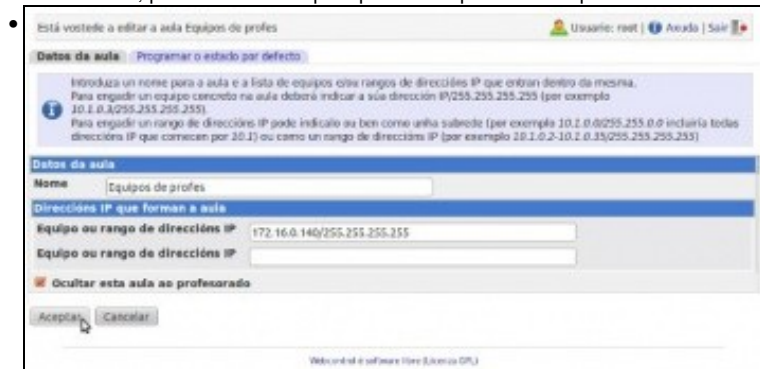 Está vostede a editar a aula Equipos de profes
Usuario: root | Axuda | Sair
Datos da aula Programar o estado por defecto
Introduza un nome para a aula e a lista de equipos e/ou rangos de direccións IP que entran dentro da mesma.
Para engadir un equipo concreto na aula deberá indicar a súa dirección IP/255.255.255.255 (por exemplo
10.1.0.3/255.255.255.255).
Para engadir un rango de direccións IP pode indicalo ou ben como unha subrede (por exemplo 10.1.0.0/255.255.0.0 incluiría todas
direccións IP que comecen por 10.1) ou como un rango de direccións IP (por exemplo 10.1.0.2-10.1.0.35/255.255.255.255)
Datos da aula
Nome Equipos de profes
Direccións IP que forman a aula
Equipo ou rango de direccións IP 172.16.0.140/255.255.255.255
Equipo ou rango de direccións IP
Ocultar esta aula ao profesorado
Aceptar Cancelar
Webcontrol é software libre (Licenza GPL)